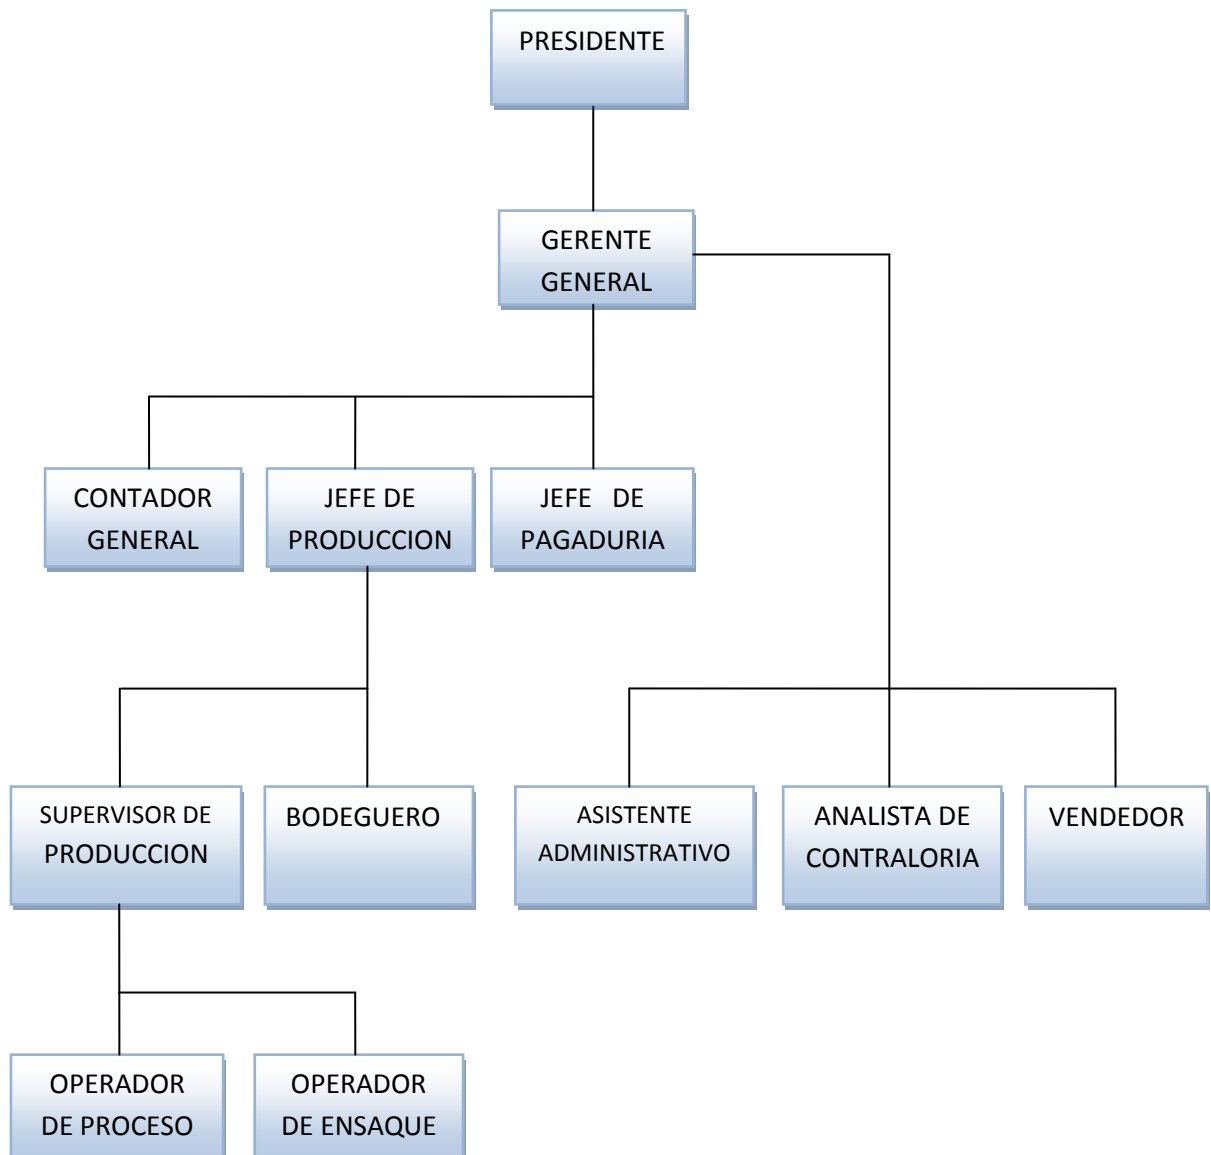 PRESIDENTE
GERENTE
GENERAL
CONTADOR
GENERAL
JEFE DE
PRODUCCION
JEFE DE
PAGADURIA
SUPERVISOR DE
PRODUCCION
BODEGUERO
ASISTENTE
ADMINISTRATIVO
ANALISTA DE
CONTRALORIA
VENDEDOR
OPERADOR
DE PROCESO
OPERADOR
DE ENSAQUE